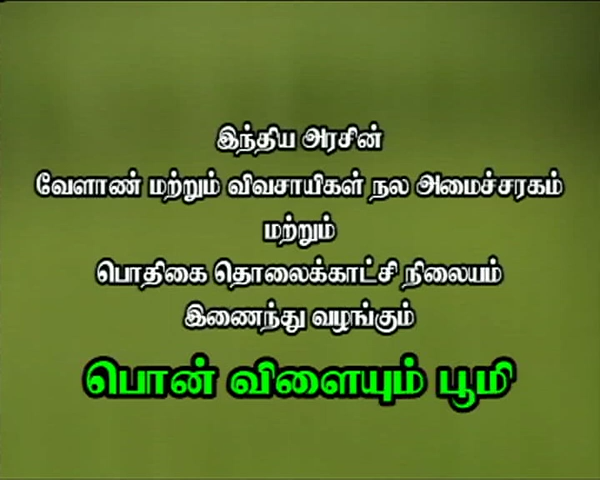 இந்திய அரசின்
வேளாண் மற்றும் விவசாயிகள் நல அமைச்சரகம்
மற்றும்
பொதிகை தொலைக்காட்சி நிலையம்
இணைந்து வழங்கும்
பொன் விளையும் பூமி